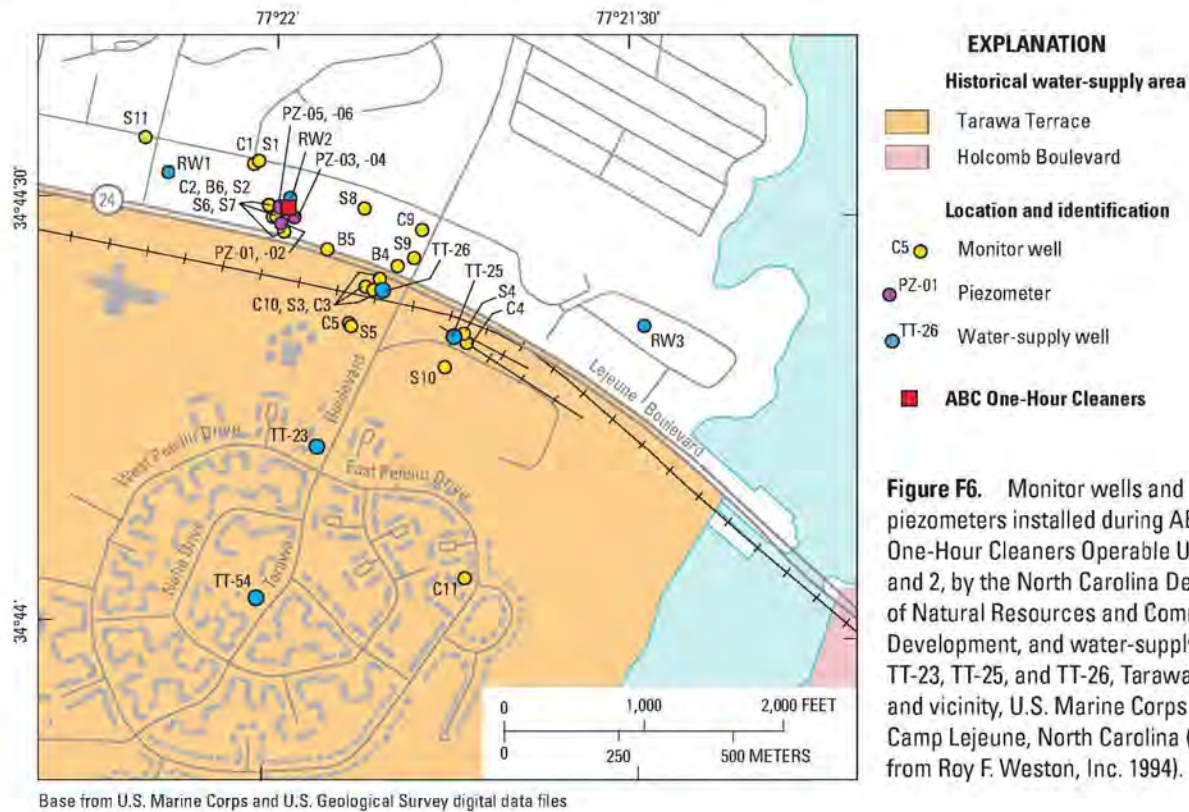 77°22'
77°21'30"
34°44'30"
34°44'
S11
RW1
C1
S1
PZ-05, -06
RW2
PZ-03, -04
C2, B6, S2
S6, S7
24
PZ-01, -02
S8
C9
B5
B4
S9
TT-26
TT-25
S4
C4
C10, S3, C3
C5
S5
S10
RW3
Lejeune Boulevard
Boulevard
TT-23
West Peleliu Drive
East Peleliu Drive
Drive
Tarawa
TT-54
C11
0 1,000 2,000 FEET
0 250 500 METERS
Base from U.S. Marine Corps and U.S. Geological Survey digital data files
EXPLANATION
Historical water-supply area
Tarawa Terrace
Holcomb Boulevard
Location and identification
C5 Monitor well
PZ-01 Piezometer
TT-26 Water-supply well
ABC One-Hour Cleaners
Figure F6. Monitor wells and
piezometers installed during AB
One-Hour Cleaners Operable U
and 2, by the North Carolina De
of Natural Resources and Comm
Development, and water-supply
TT-23, TT-25, and TT-26, Tarawa
and vicinity, U.S. Marine Corps
Camp Lejeune, North Carolina (
from Roy F. Weston, Inc. 1994).